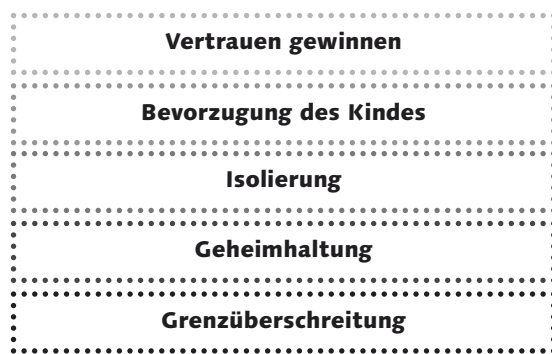 Vertrauen gewinnen
Bevorzugung des Kindes
Isolierung
Geheimhaltung
Grenzüberschreitung